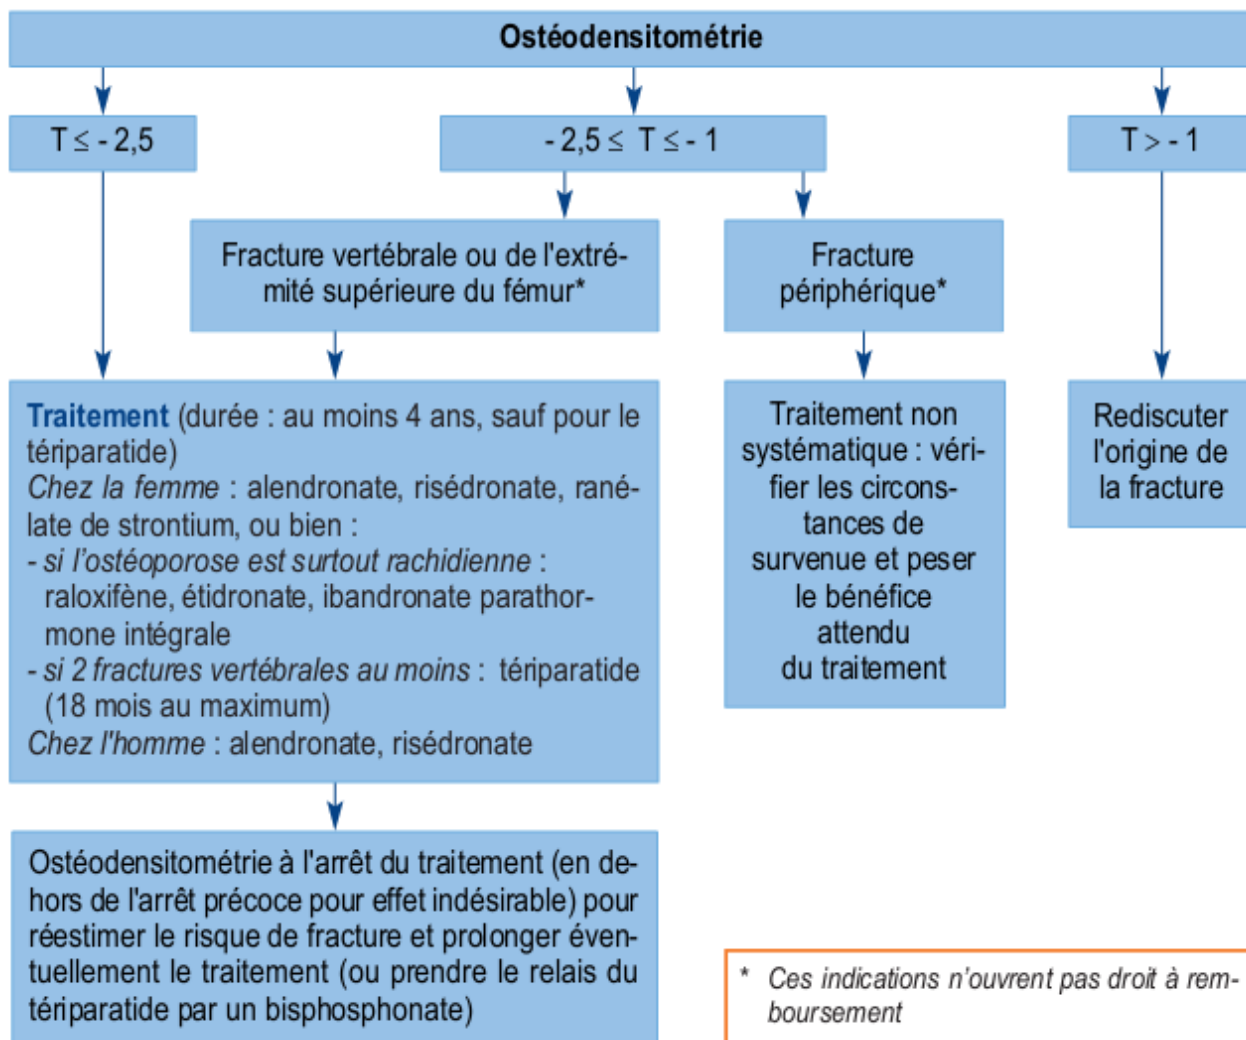 Ostéodensitométrie
T ≤ - 2,5
- 2,5 ≤ T ≤ - 1
T > - 1
Fracture vertébrale ou de l'extré-
mité supérieure du fémur*
Fracture
périphérique*
Traitement (durée : au moins 4 ans, sauf pour le
tériparatide)
Chez la femme : alendronate, risédronate, rané-
late de strontium, ou bien :
- si l'ostéoporose est surtout rachidienne :
raloxifène, étidronate, ibandronate parathor-
mone intégrale
- si 2 fractures vertébrales au moins : tériparatide
(18 mois au maximum)
Chez l'homme : alendronate, risédronate
Traitement non
systématique : véri-
fier les circons-
tances de
survenue et peser
le bénéfice
attendu
du traitement
Rediscuter
l'origine de
la fracture
Ostéodensitométrie à l'arrêt du traitement (en de-
hors de l'arrêt précoce pour effet indésirable) pour
réestimer le risque de fracture et prolonger éven-
tuellement le traitement (ou prendre le relais du
tériparatide par un bisphosphonate)
* Ces indications n'ouvrent pas droit à rem-
boursement